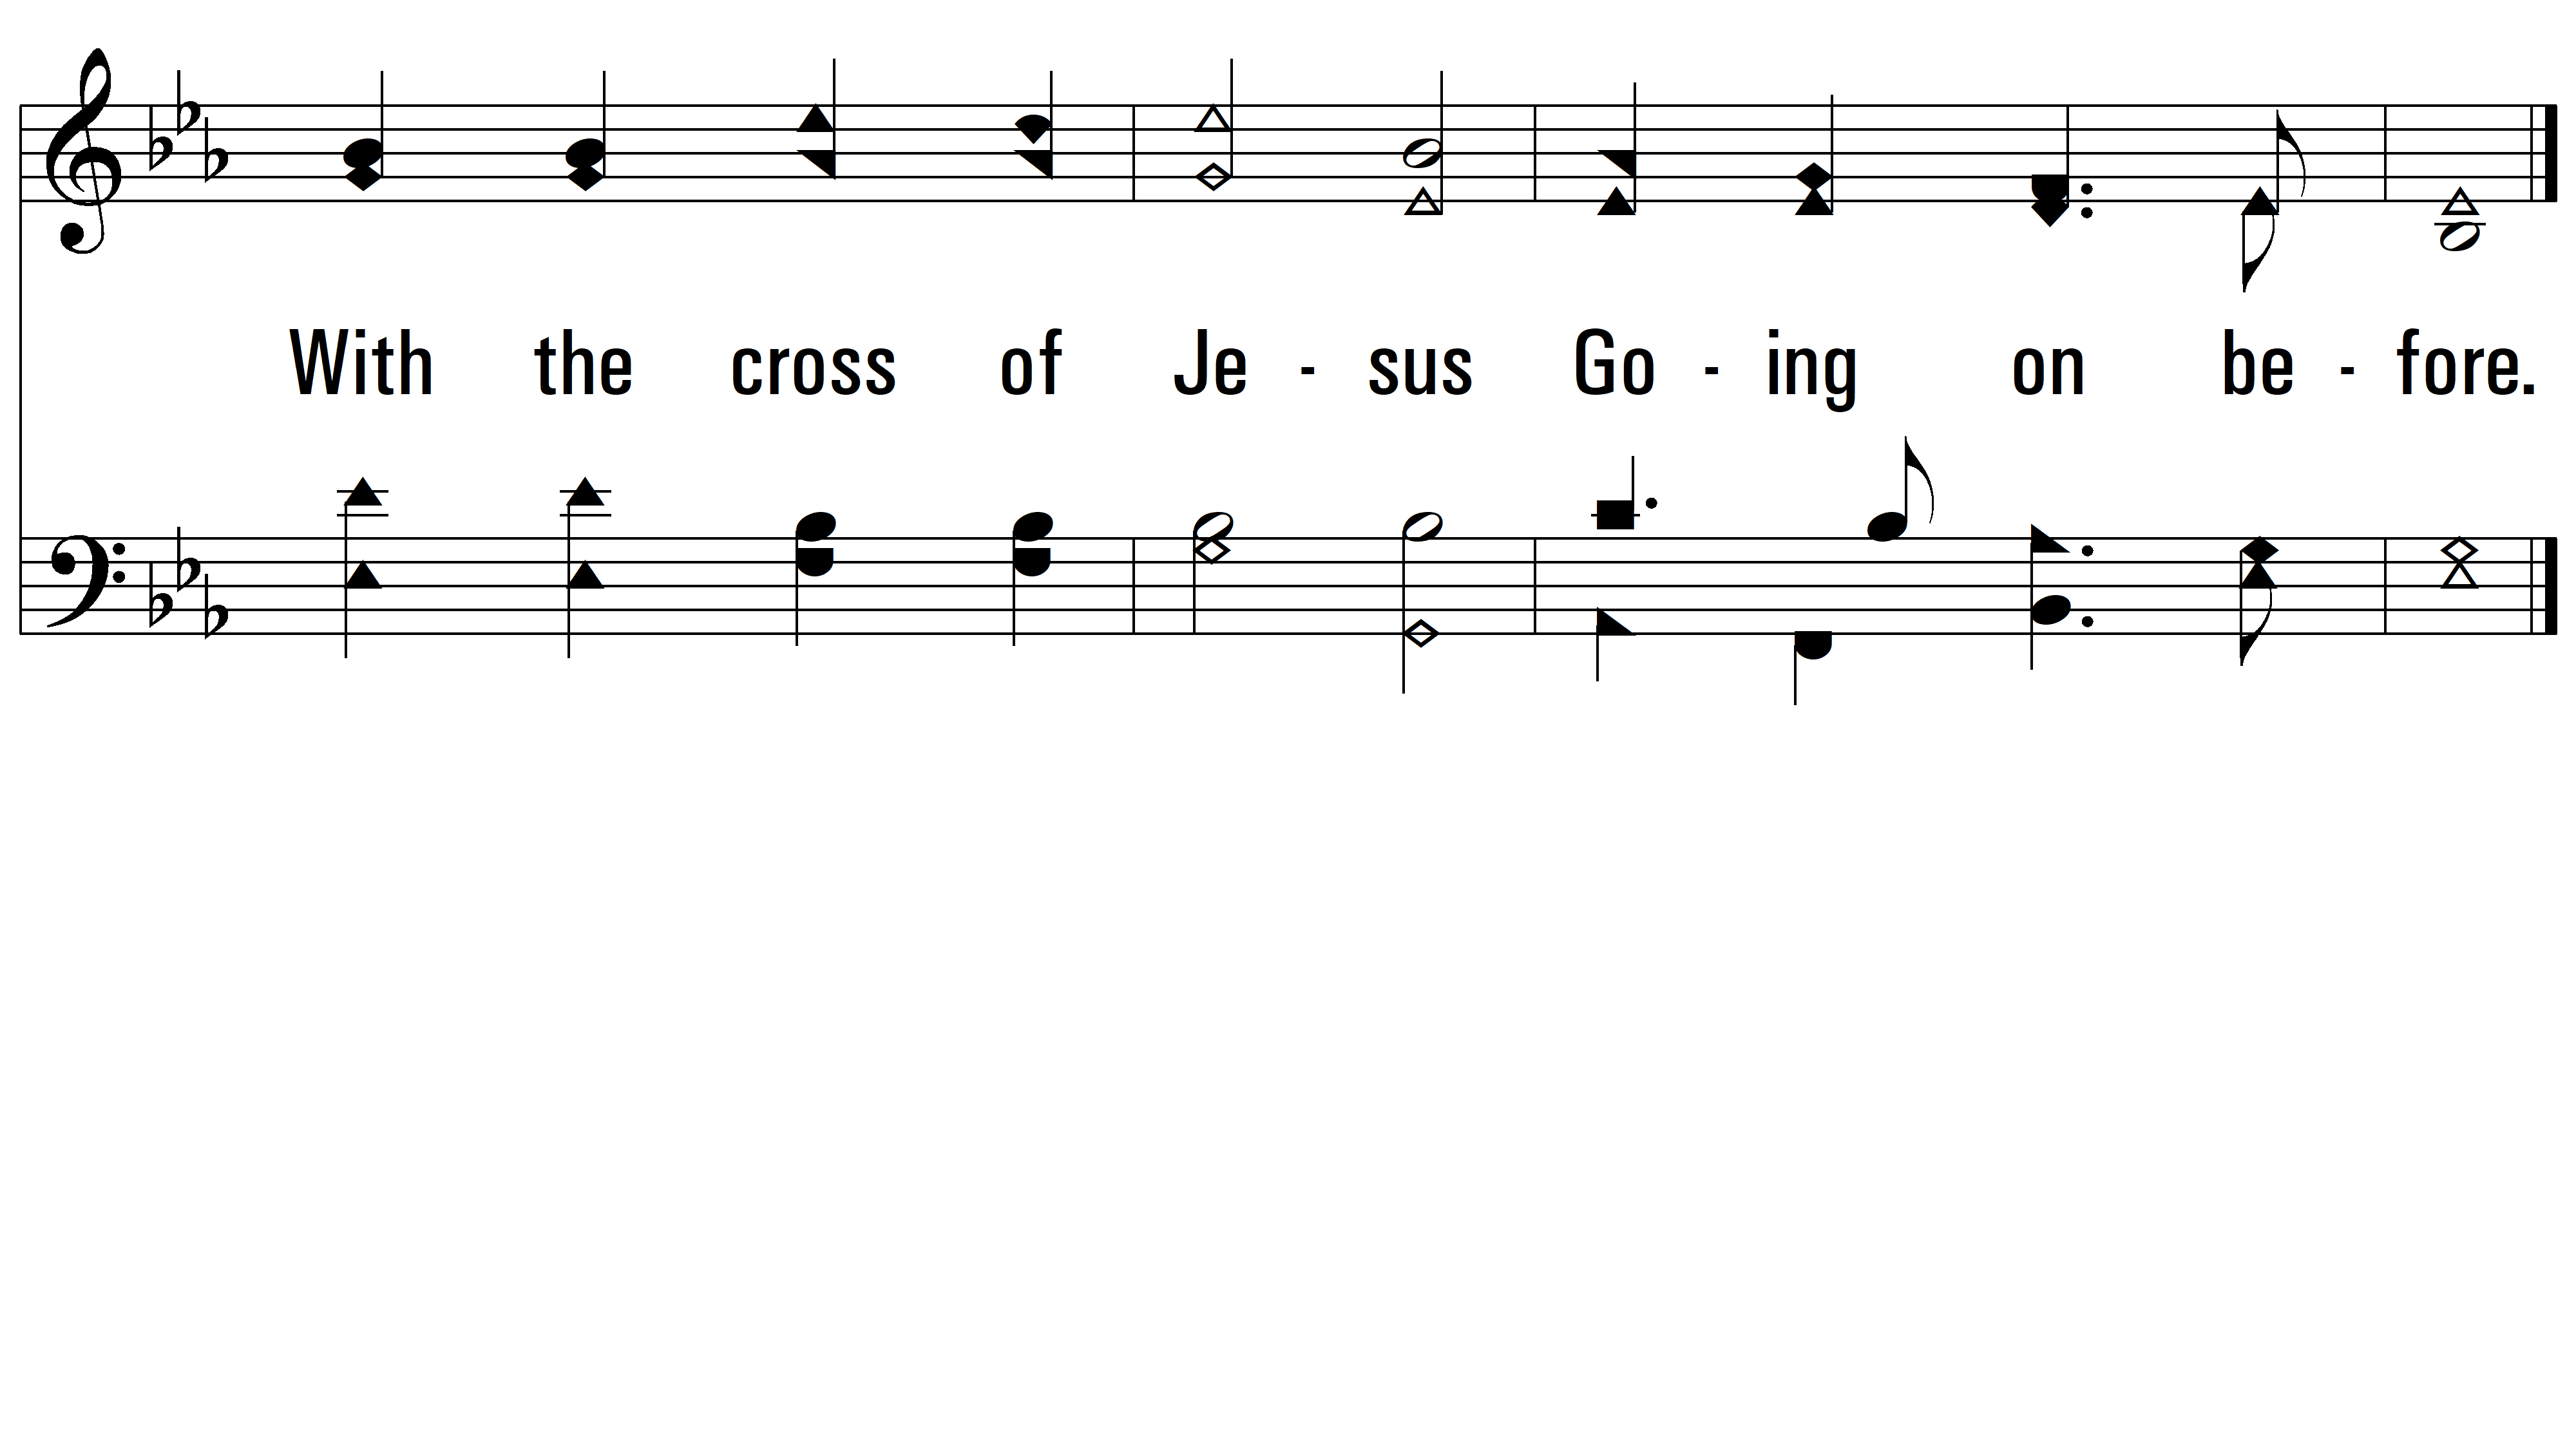 With the cross of Je - sus Go - ing on be - fore.